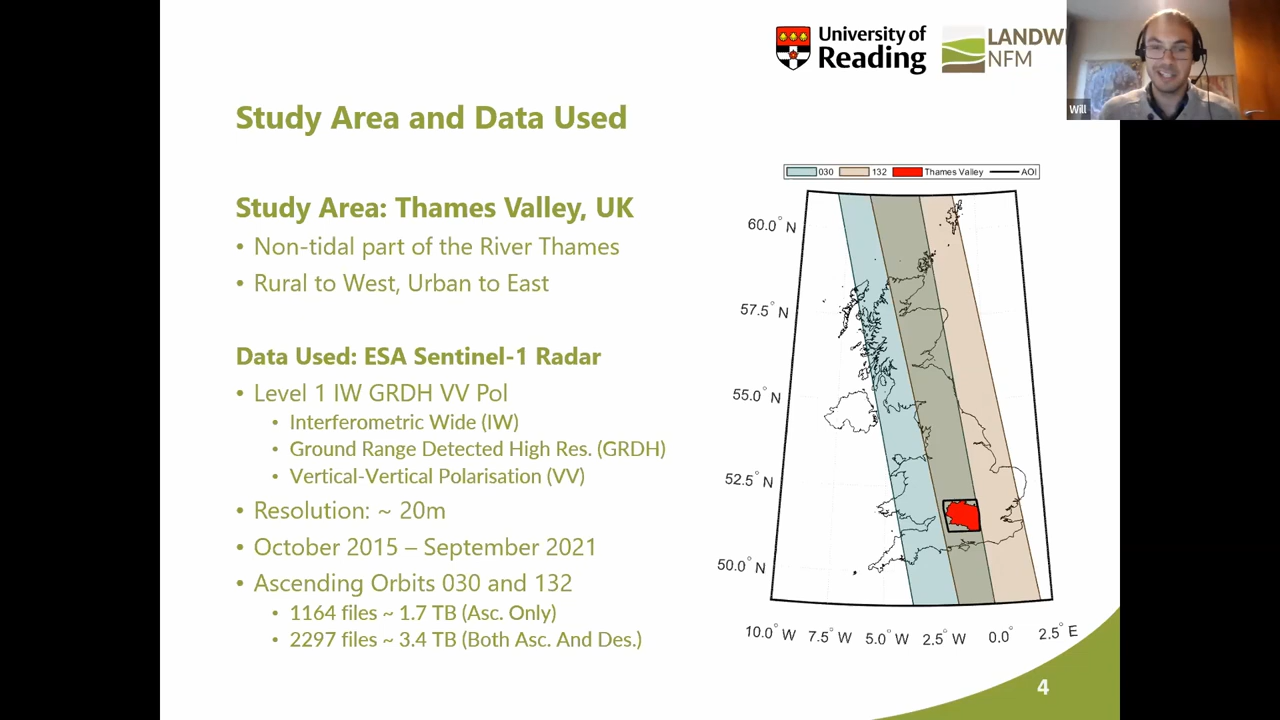 University of
Reading
LANDW
NFM
Will
Study Area and Data Used
Study Area: Thames Valley, UK
• Non-tidal part of the River Thames
• Rural to West, Urban to East
Data Used: ESA Sentinel-1 Radar
• Level 1 IW GRDH VV Pol
• Interferometric Wide (IW)
• Ground Range Detected High Res. (GRDH)
• Vertical-Vertical Polarisation (VV)
• Resolution: ~ 20m
• October 2015 – September 2021
• Ascending Orbits 030 and 132
• 1164 files ~ 1.7 TB (Asc. Only)
• 2297 files ~ 3.4 TB (Both Asc. And Des.)
030 132 Thames Valley AOI
60.0° N
57.5° N
55.0° N
52.5° N
50.0° N
10.0° W 7.5° W 5.0° W 2.5° W 0.0° 2.5° E
4